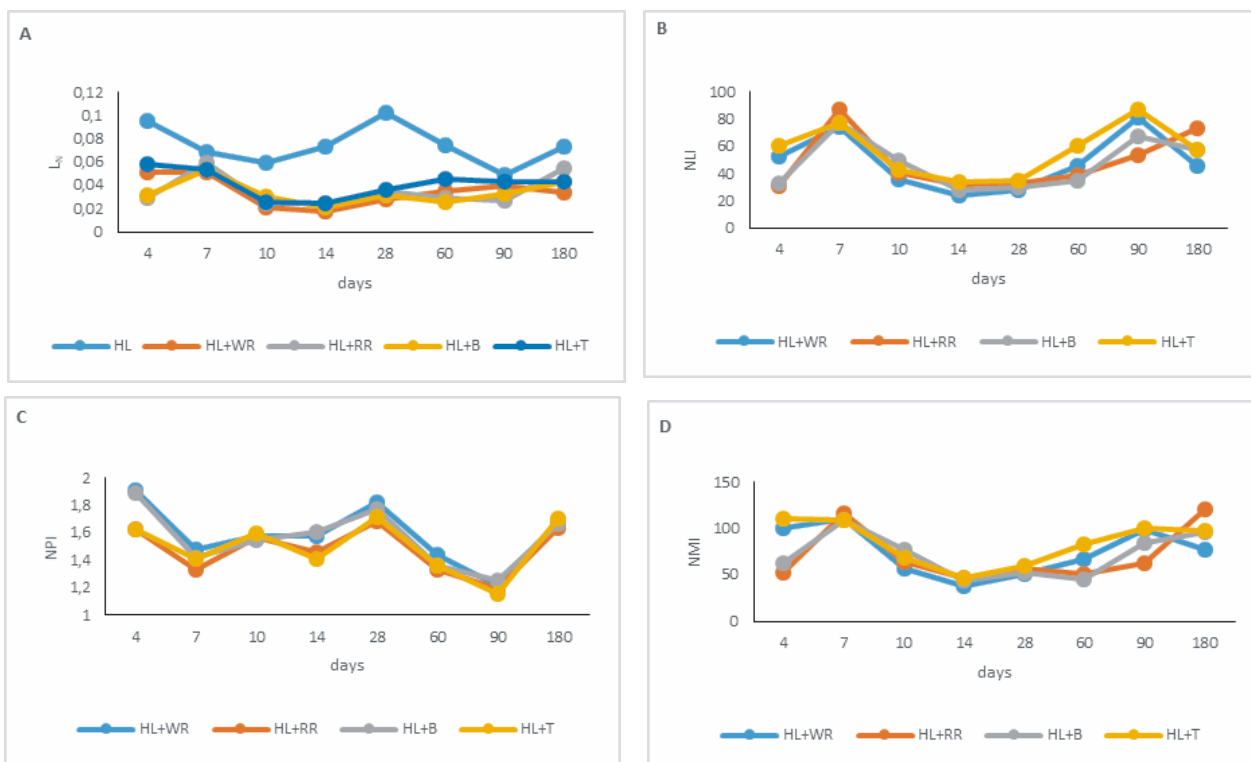 A
L_N
0,12
0,1
0,08
0,06
0,04
0,02
0
4 7 10 14 28 60 90 180
days
HL HL+WR HL+RR HL+B HL+T
B
NLI
100
80
60
40
20
0
4 7 10 14 28 60 90 180
days
HL+WR HL+RR HL+B HL+T
C
NPI
2
1,8
1,6
1,4
1,2
1
4 7 10 14 28 60 90 180
days
HL+WR HL+RR HL+B HL+T
D
NMI
150
100
50
0
4 7 10 14 28 60 90 180
days
HL+WR HL+RR HL+B HL+T